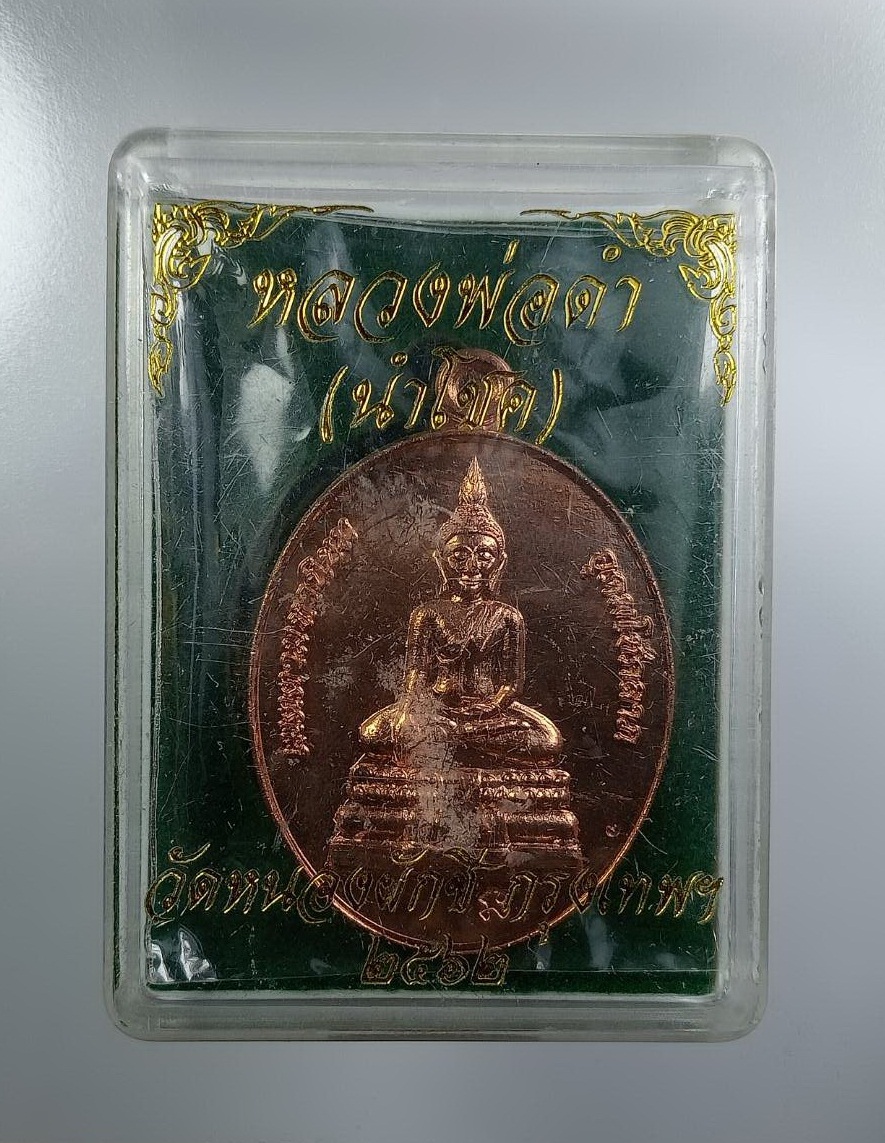 หลวงพ่อดำ
(นำโชค)
วัดหนองผักชี กรุงเทพฯ
๒๕๖๒